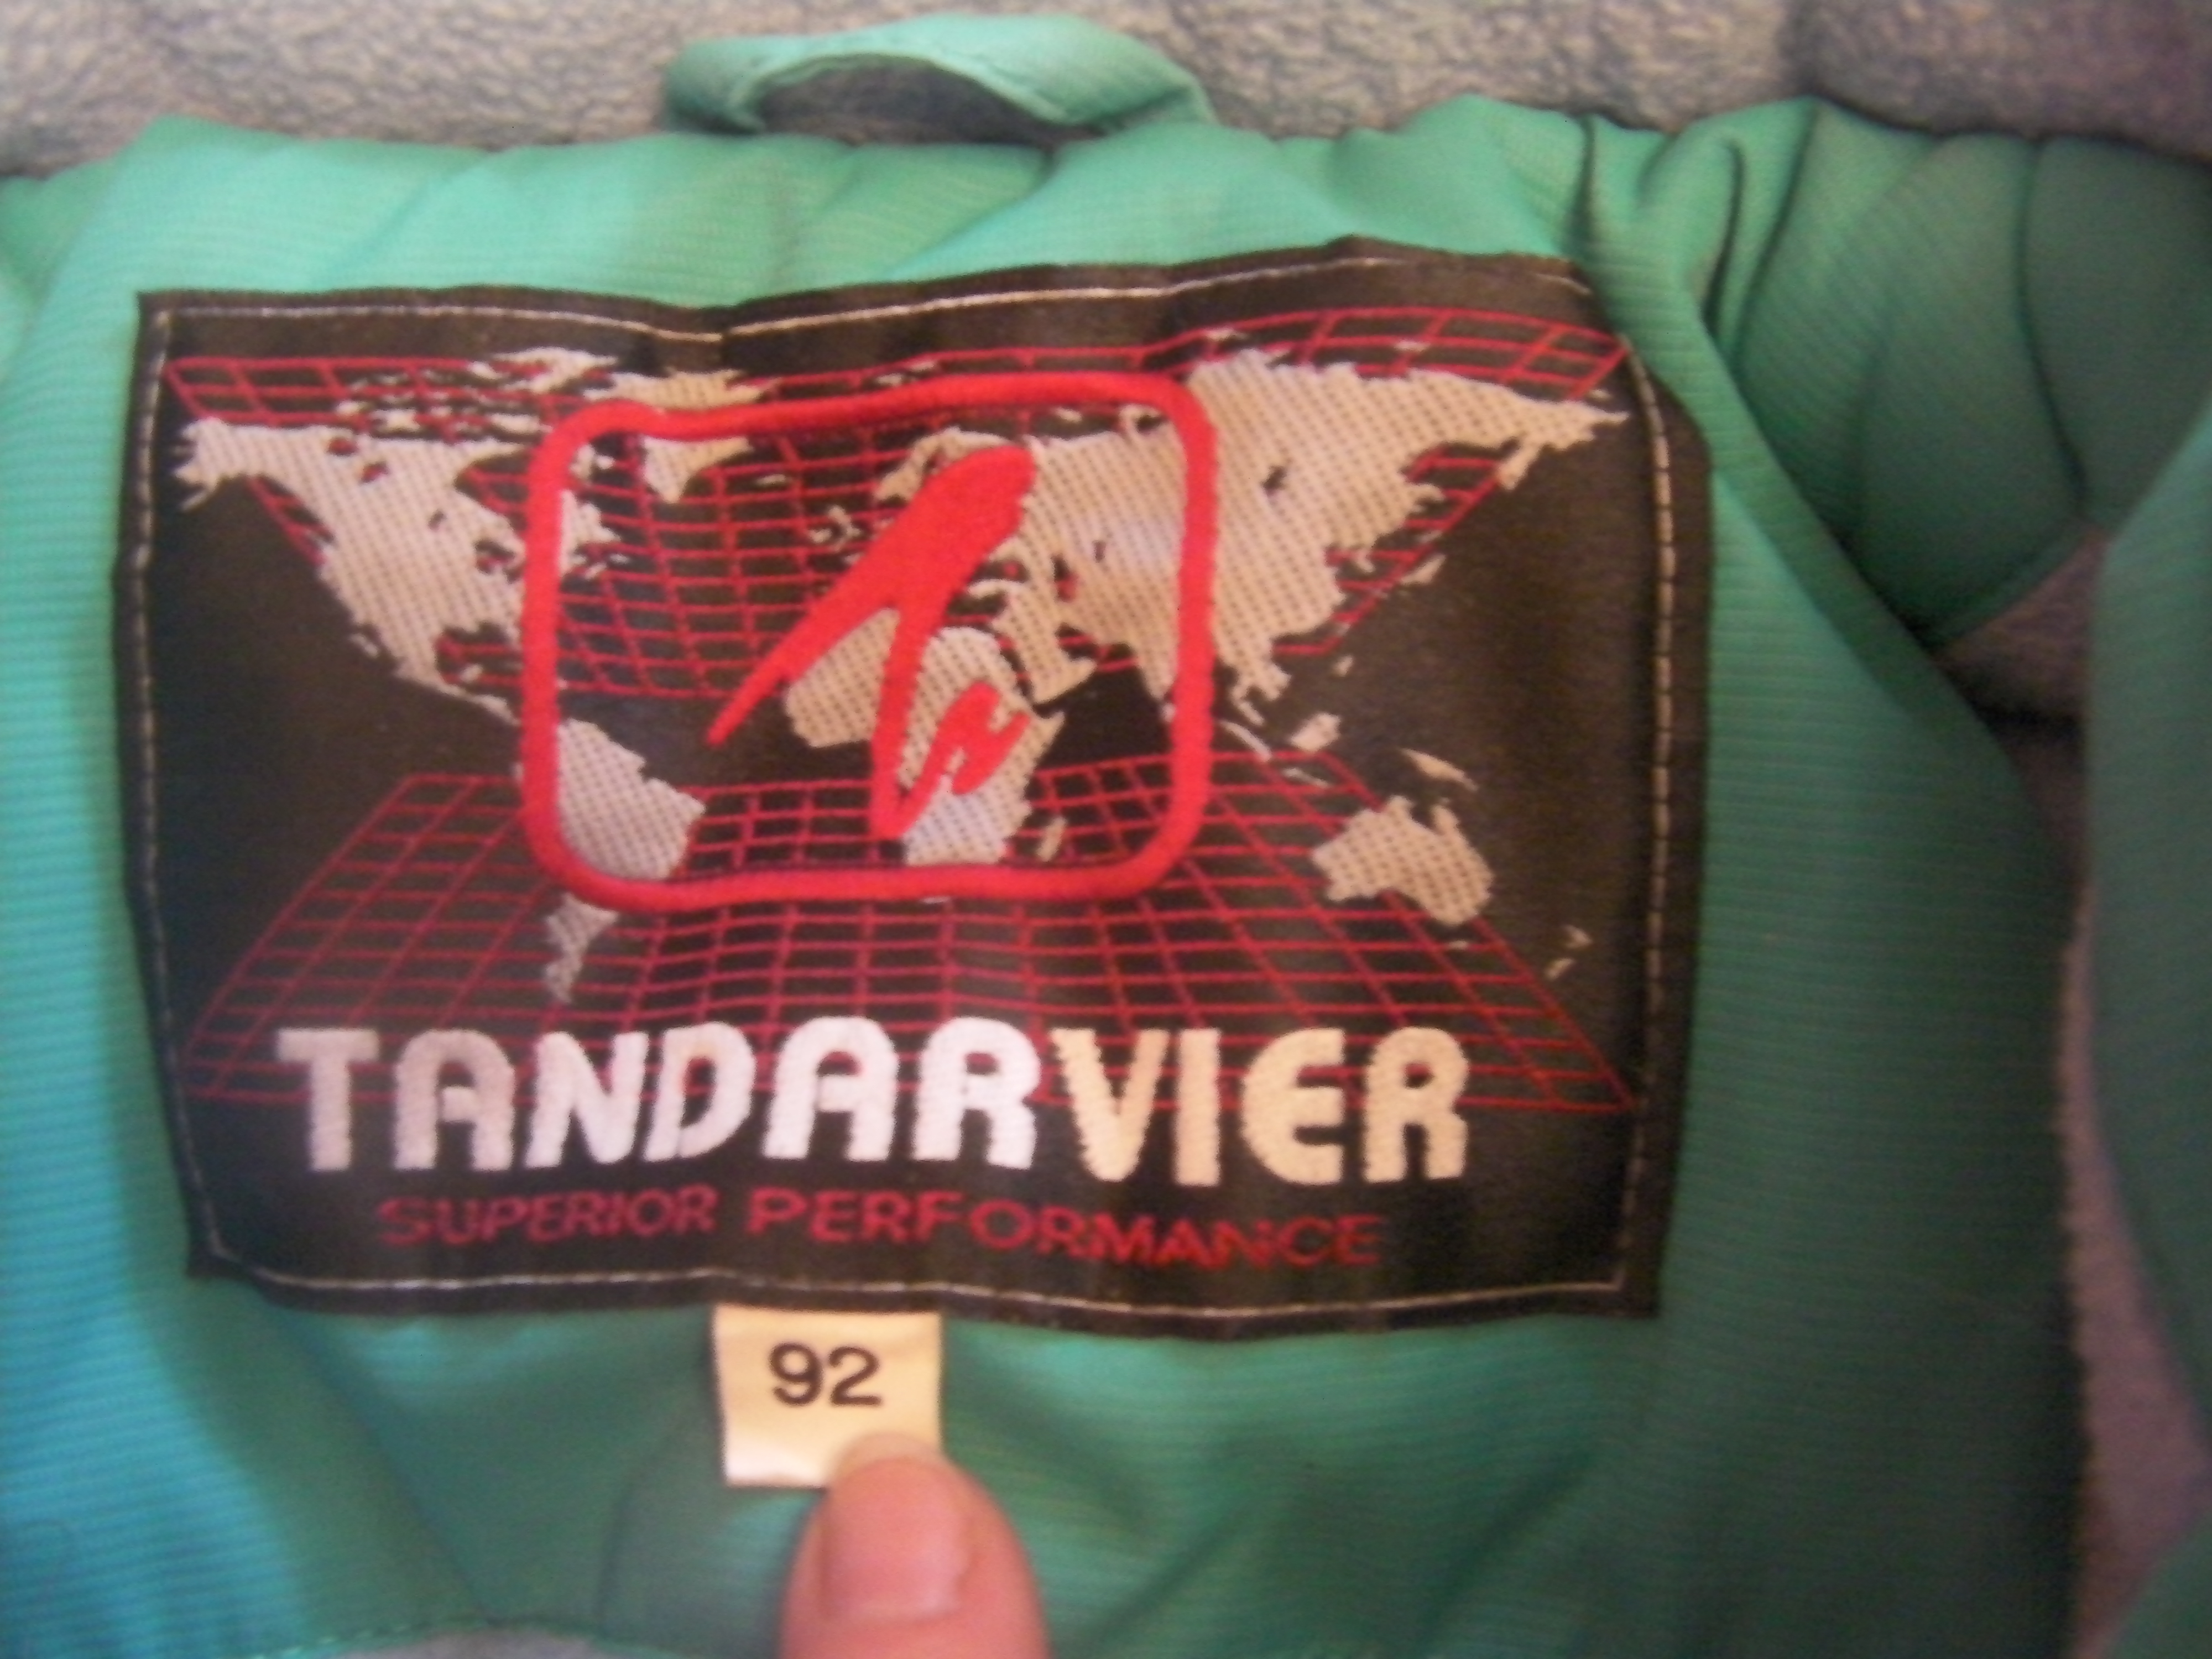 TANDARVIER
SUPERIOR PERFORMANCE
92